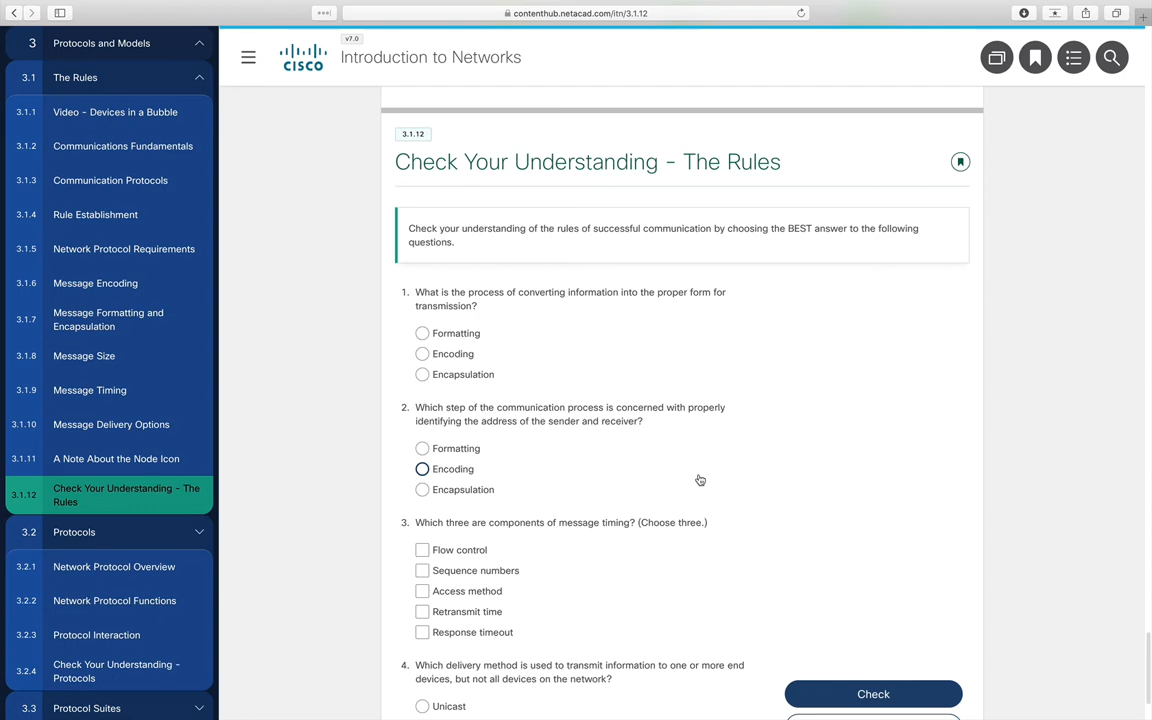 contenthub.netacad.com/itn/3.1.12
3 Protocols and Models
3.1 The Rules
3.1.1 Video – Devices in a Bubble
3.1.2 Communications Fundamentals
3.1.3 Communication Protocols
3.1.4 Rule Establishment
3.1.5 Network Protocol Requirements
3.1.6 Message Encoding
3.1.7 Message Formatting and
Encapsulation
3.1.8 Message Size
3.1.9 Message Timing
3.1.10 Message Delivery Options
3.1.11 A Note About the Node Icon
3.1.12 Check Your Understanding – The
Rules
3.2 Protocols
3.2.1 Network Protocol Overview
3.2.2 Network Protocol Functions
3.2.3 Protocol Interaction
3.2.4 Check Your Understanding -
Protocols
3.3 Protocol Suites
v7.0
CISCO
Introduction to Networks
3.1.12
Check Your Understanding – The Rules
Check your understanding of the rules of successful communication by choosing the BEST answer to the following
questions.
1. What is the process of converting information into the proper form for
transmission?
Formatting
Encoding
Encapsulation
2. Which step of the communication process is concerned with properly
identifying the address of the sender and receiver?
Formatting
Encoding
Encapsulation
3. Which three are components of message timing? (Choose three.)
Flow control
Sequence numbers
Access method
Retransmit time
Response timeout
4. Which delivery method is used to transmit information to one or more end
devices, but not all devices on the network?
Unicast
Check